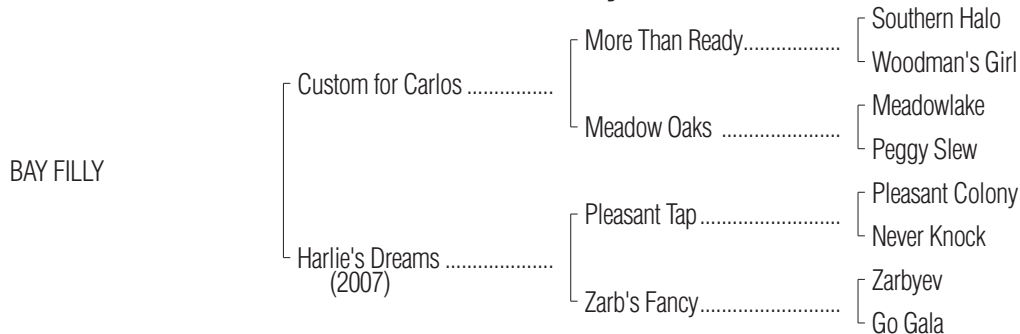 Southern Halo
More Than Ready..................
Woodman's Girl
Custom for Carlos ................
Meadowlake
Meadow Oaks ......................
Peggy Slew
BAY FILLY
Pleasant Colony
Pleasant Tap..........................
Never Knock
Harlie's Dreams ....................
(2007)
Zarbyev
Zarb's Fancy..........................
Go Gala